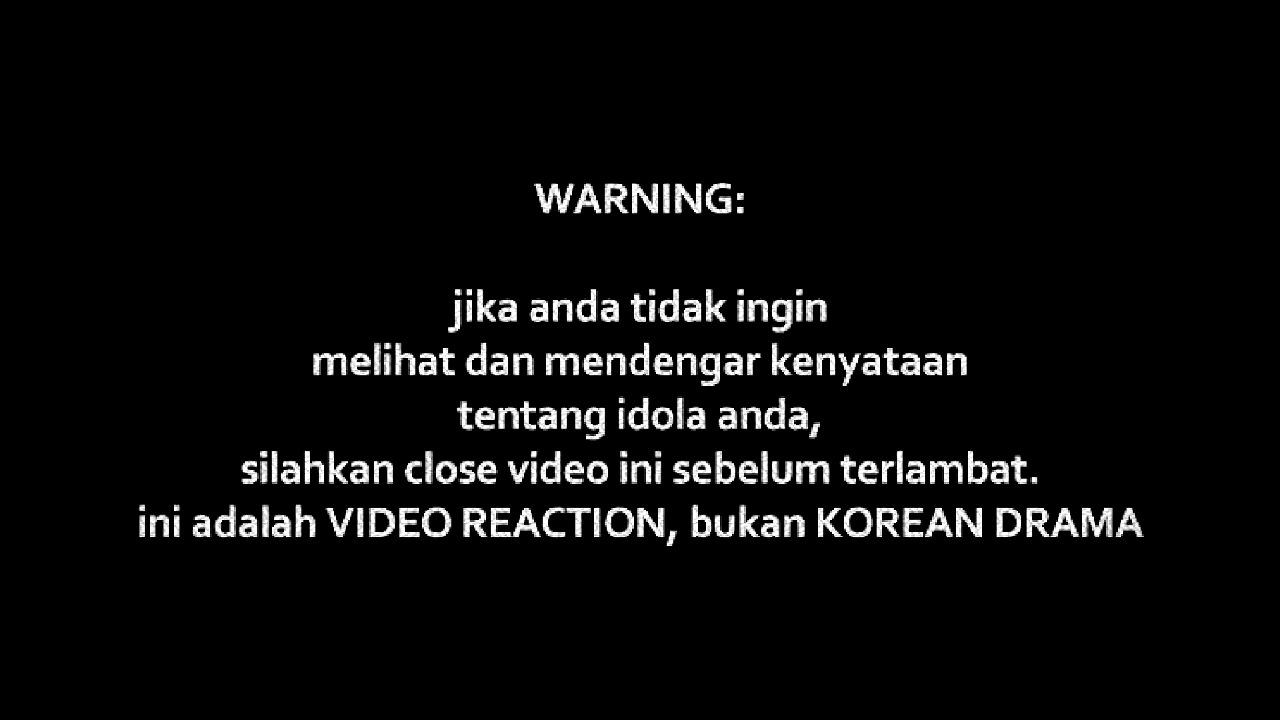 WARNING:
jika anda tidak ingin
melihat dan mendengar kenyataan
tentang idola anda,
silahkan close video ini sebelum terlambat.
ini adalah VIDEO REACTION, bukan KOREAN DRAMA